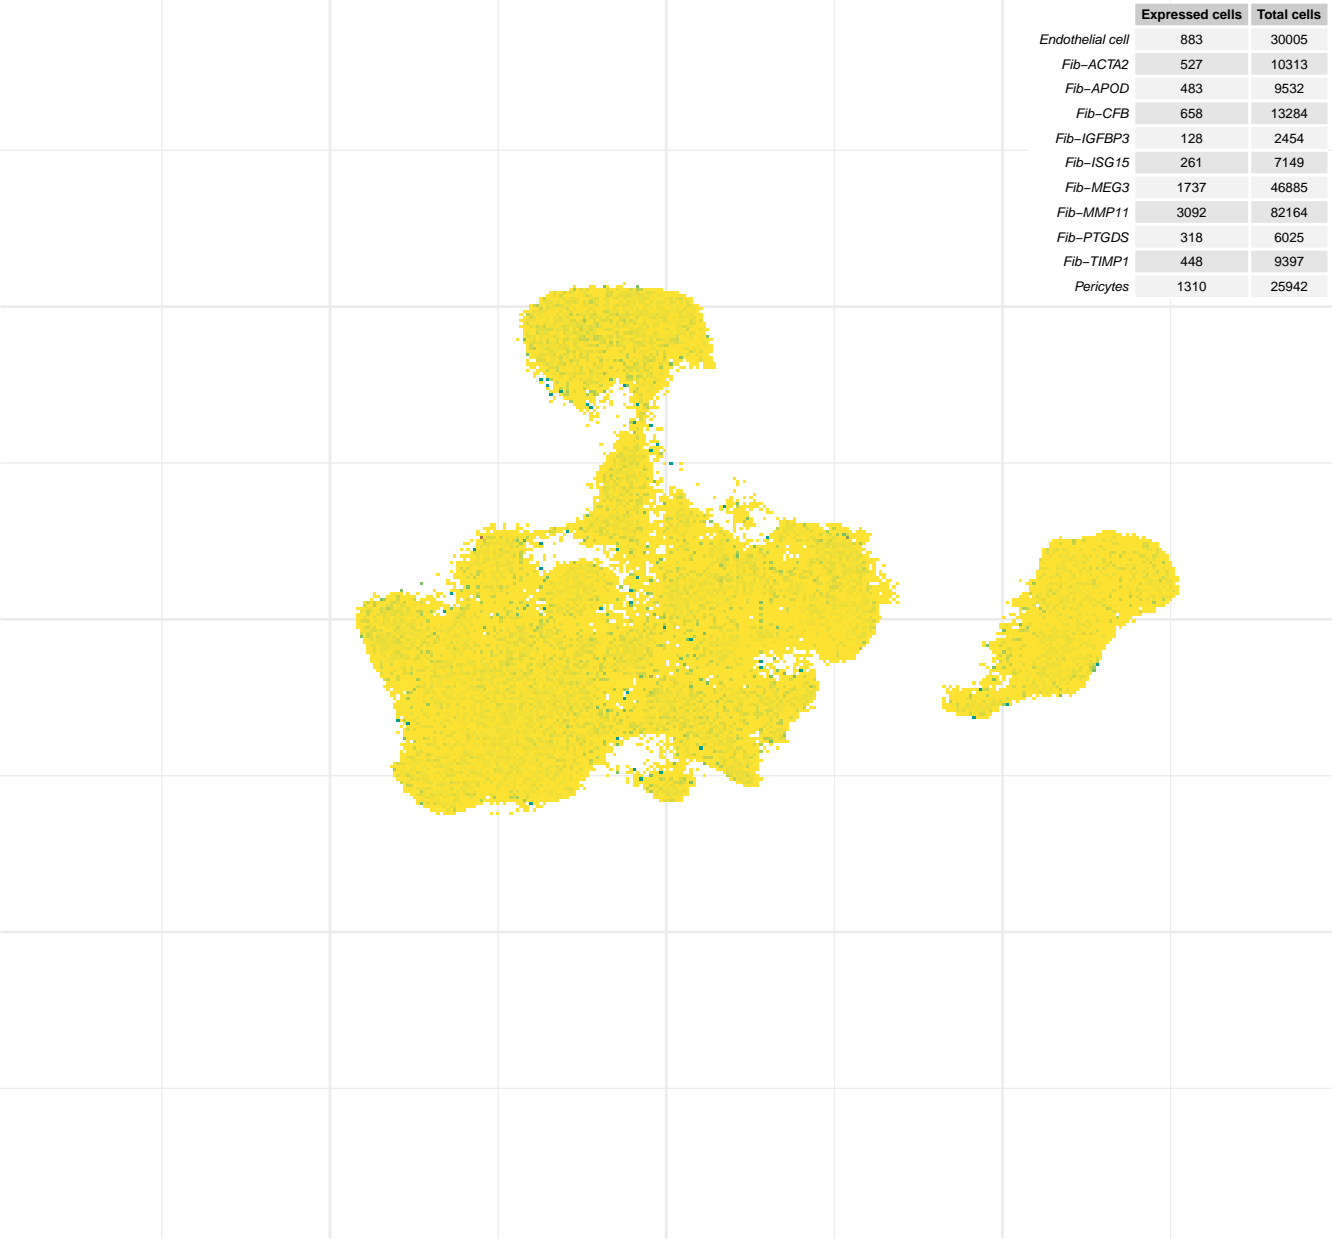 Expressed cells Total cells
Endothelial cell 883 30005
Fib−ACTA2 527 10313
Fib−APOD 483 9532
Fib−CFB 658 13284
Fib−IGFBP3 128 2454
Fib−ISG15 261 7149
Fib−MEG3 1737 46885
Fib−MMP11 3092 82164
Fib−PTGDS 318 6025
Fib−TIMP1 448 9397
Pericytes 1310 25942